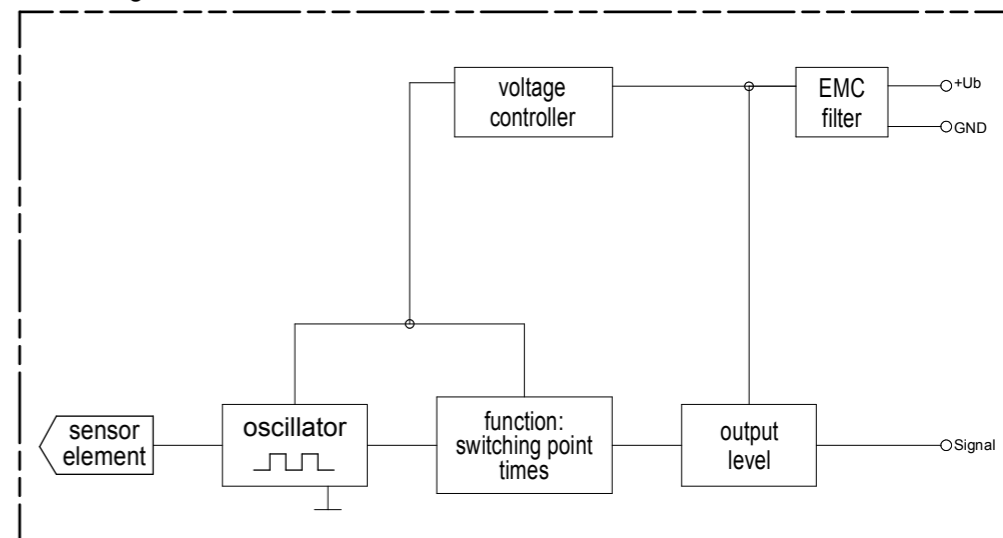 voltage
controller
EMC
filter
+Ub
GND
sensor
element
oscillator
function:
switching point
times
output
level
Signal